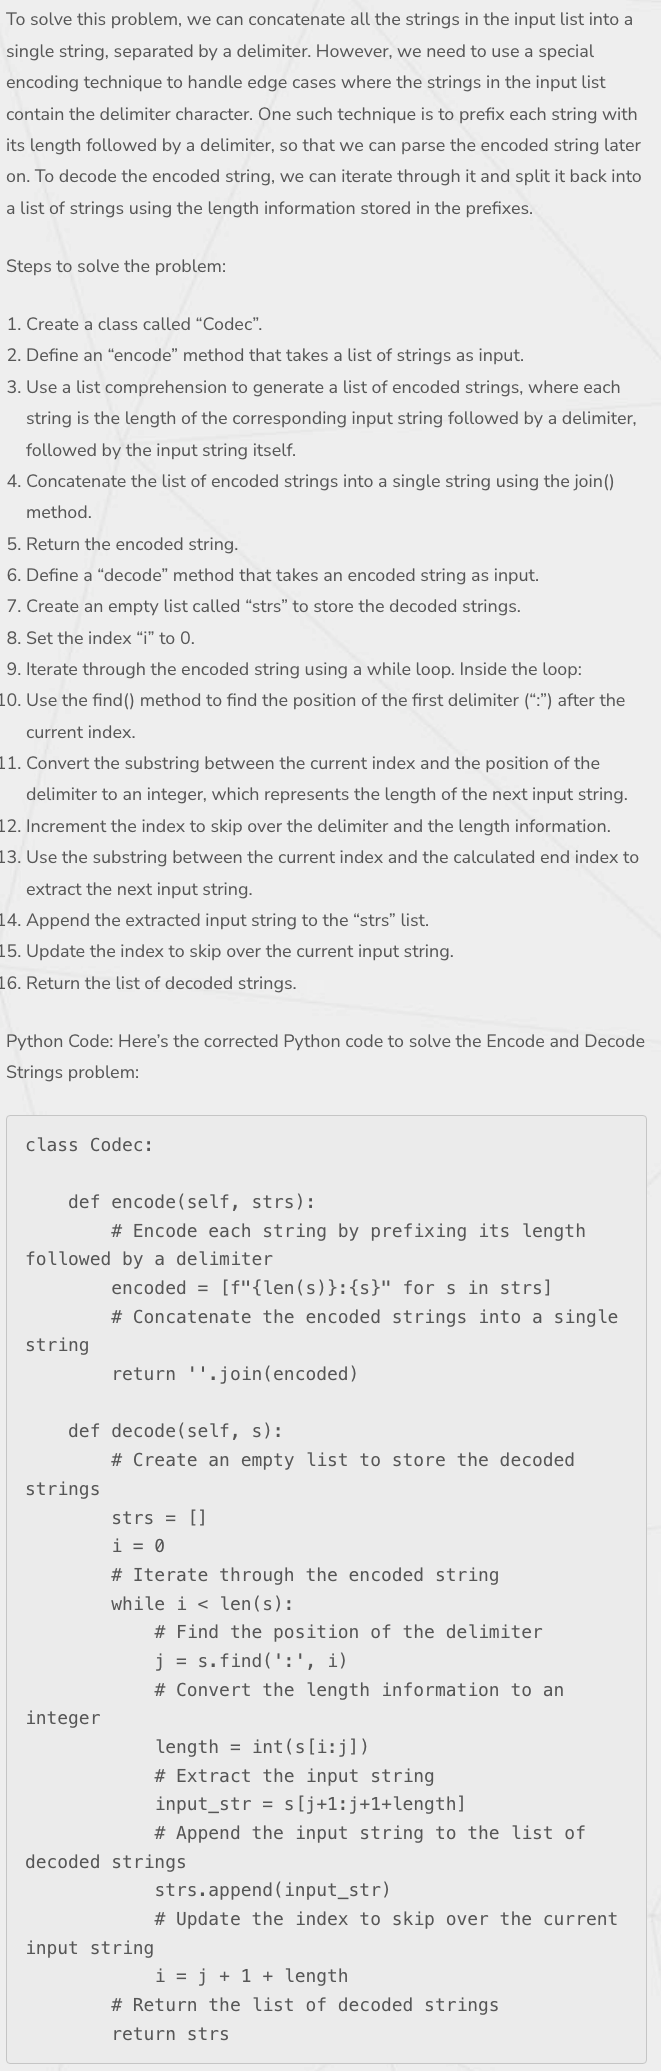 To solve this problem, we can concatenate all the strings in the input list into a
single string, separated by a delimiter. However, we need to use a special
encoding technique to handle edge cases where the strings in the input list
contain the delimiter character. One such technique is to prefix each string with
its length followed by a delimiter, so that we can parse the encoded string later
on. To decode the encoded string, we can iterate through it and split it back into
a list of strings using the length information stored in the prefixes.
Steps to solve the problem:
1. Create a class called “Codec”.
2. Define an “encode” method that takes a list of strings as input.
3. Use a list comprehension to generate a list of encoded strings, where each
string is the length of the corresponding input string followed by a delimiter,
followed by the input string itself.
4. Concatenate the list of encoded strings into a single string using the join()
method.
5. Return the encoded string.
6. Define a “decode” method that takes an encoded string as input.
7. Create an empty list called “strs” to store the decoded strings.
8. Set the index “i” to 0.
9. Iterate through the encoded string using a while loop. Inside the loop:
10. Use the find() method to find the position of the first delimiter (“:”) after the
current index.
11. Convert the substring between the current index and the position of the
delimiter to an integer, which represents the length of the next input string.
12. Increment the index to skip over the delimiter and the length information.
13. Use the substring between the current index and the calculated end index to
extract the next input string.
14. Append the extracted input string to the “strs” list.
15. Update the index to skip over the current input string.
16. Return the list of decoded strings.
Python Code: Here’s the corrected Python code to solve the Encode and Decode
Strings problem:
class Codec:
    def encode(self, strs):
        # Encode each string by prefixing its length
followed by a delimiter
        encoded = [f"{len(s)}:{s}" for s in strs]
        # Concatenate the encoded strings into a single
string
        return ''.join(encoded)
    def decode(self, s):
        # Create an empty list to store the decoded
strings
        strs = []
        i = 0
        # Iterate through the encoded string
        while i < len(s):
            # Find the position of the delimiter
            j = s.find(':', i)
            # Convert the length information to an
integer
            length = int(s[i:j])
            # Extract the input string
            input_str = s[j+1:j+1+length]
            # Append the input string to the list of
decoded strings
            strs.append(input_str)
            # Update the index to skip over the current
input string
            i = j + 1 + length
        # Return the list of decoded strings
        return strs